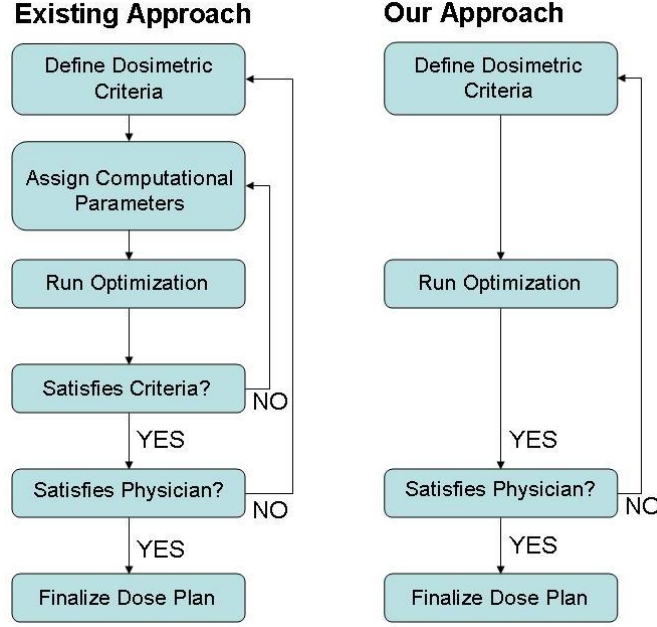 Existing Approach
Define Dosimetric
Criteria
Assign Computational
Parameters
Run Optimization
Satisfies Criteria?
NO
YES
Satisfies Physician?
NO
YES
Finalize Dose Plan
Our Approach
Define Dosimetric
Criteria
Run Optimization
YES
Satisfies Physician?
NO
YES
Finalize Dose Plan